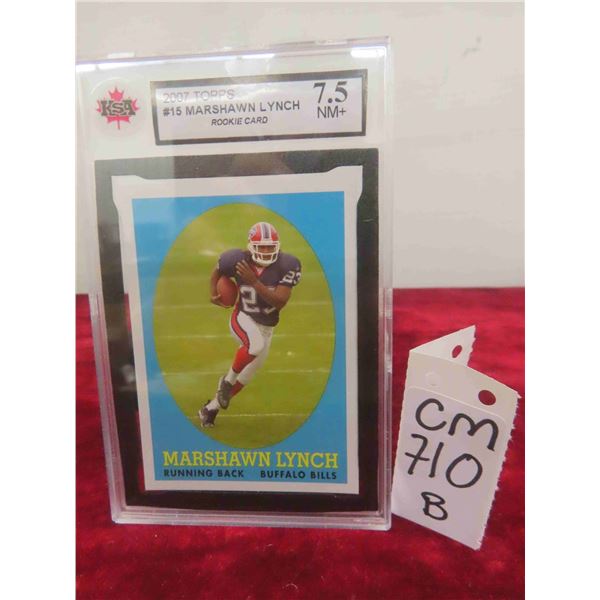 KSA
2007 TOPPS
#15 MARSHAWN LYNCH
ROOKIE CARD
7.5
NM+
23
MARSHAWN LYNCH
RUNNING BACK BUFFALO BILLS
CM
710
B